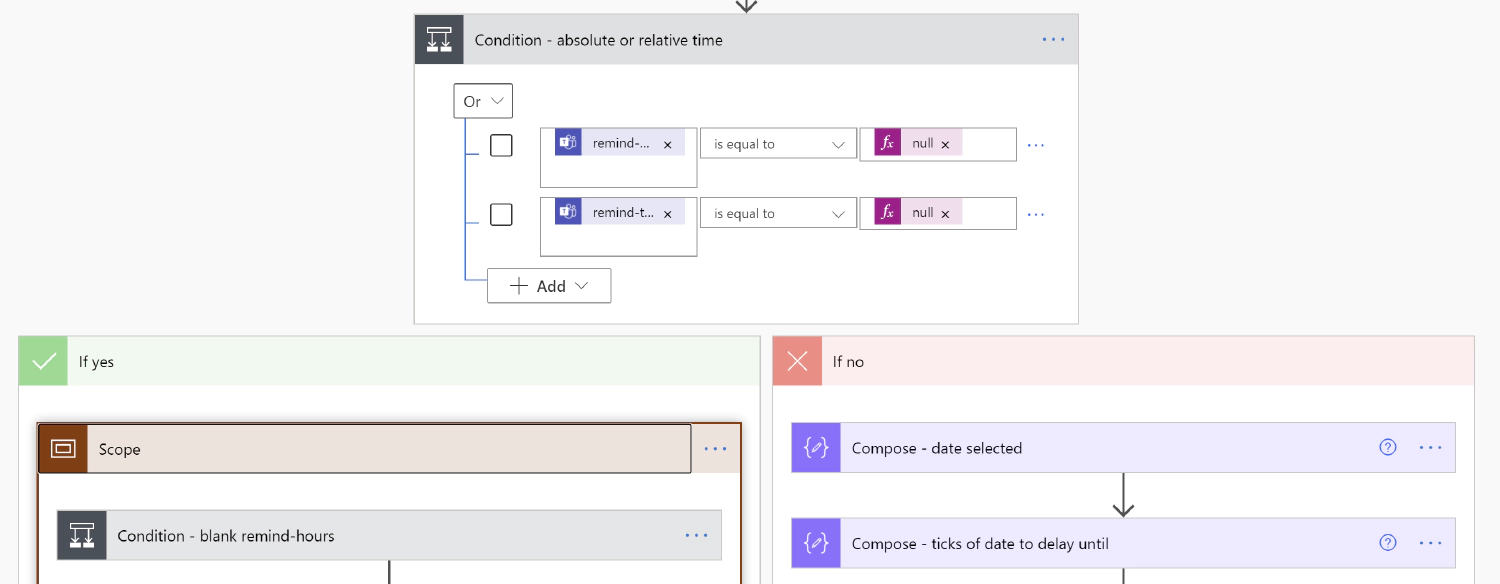 Condition - absolute or relative time
Or
remind-...
is equal to
fx null
remind-t...
is equal to
fx null
Add
If yes
If no
Scope
Compose - date selected
Condition - blank remind-hours
Compose - ticks of date to delay until